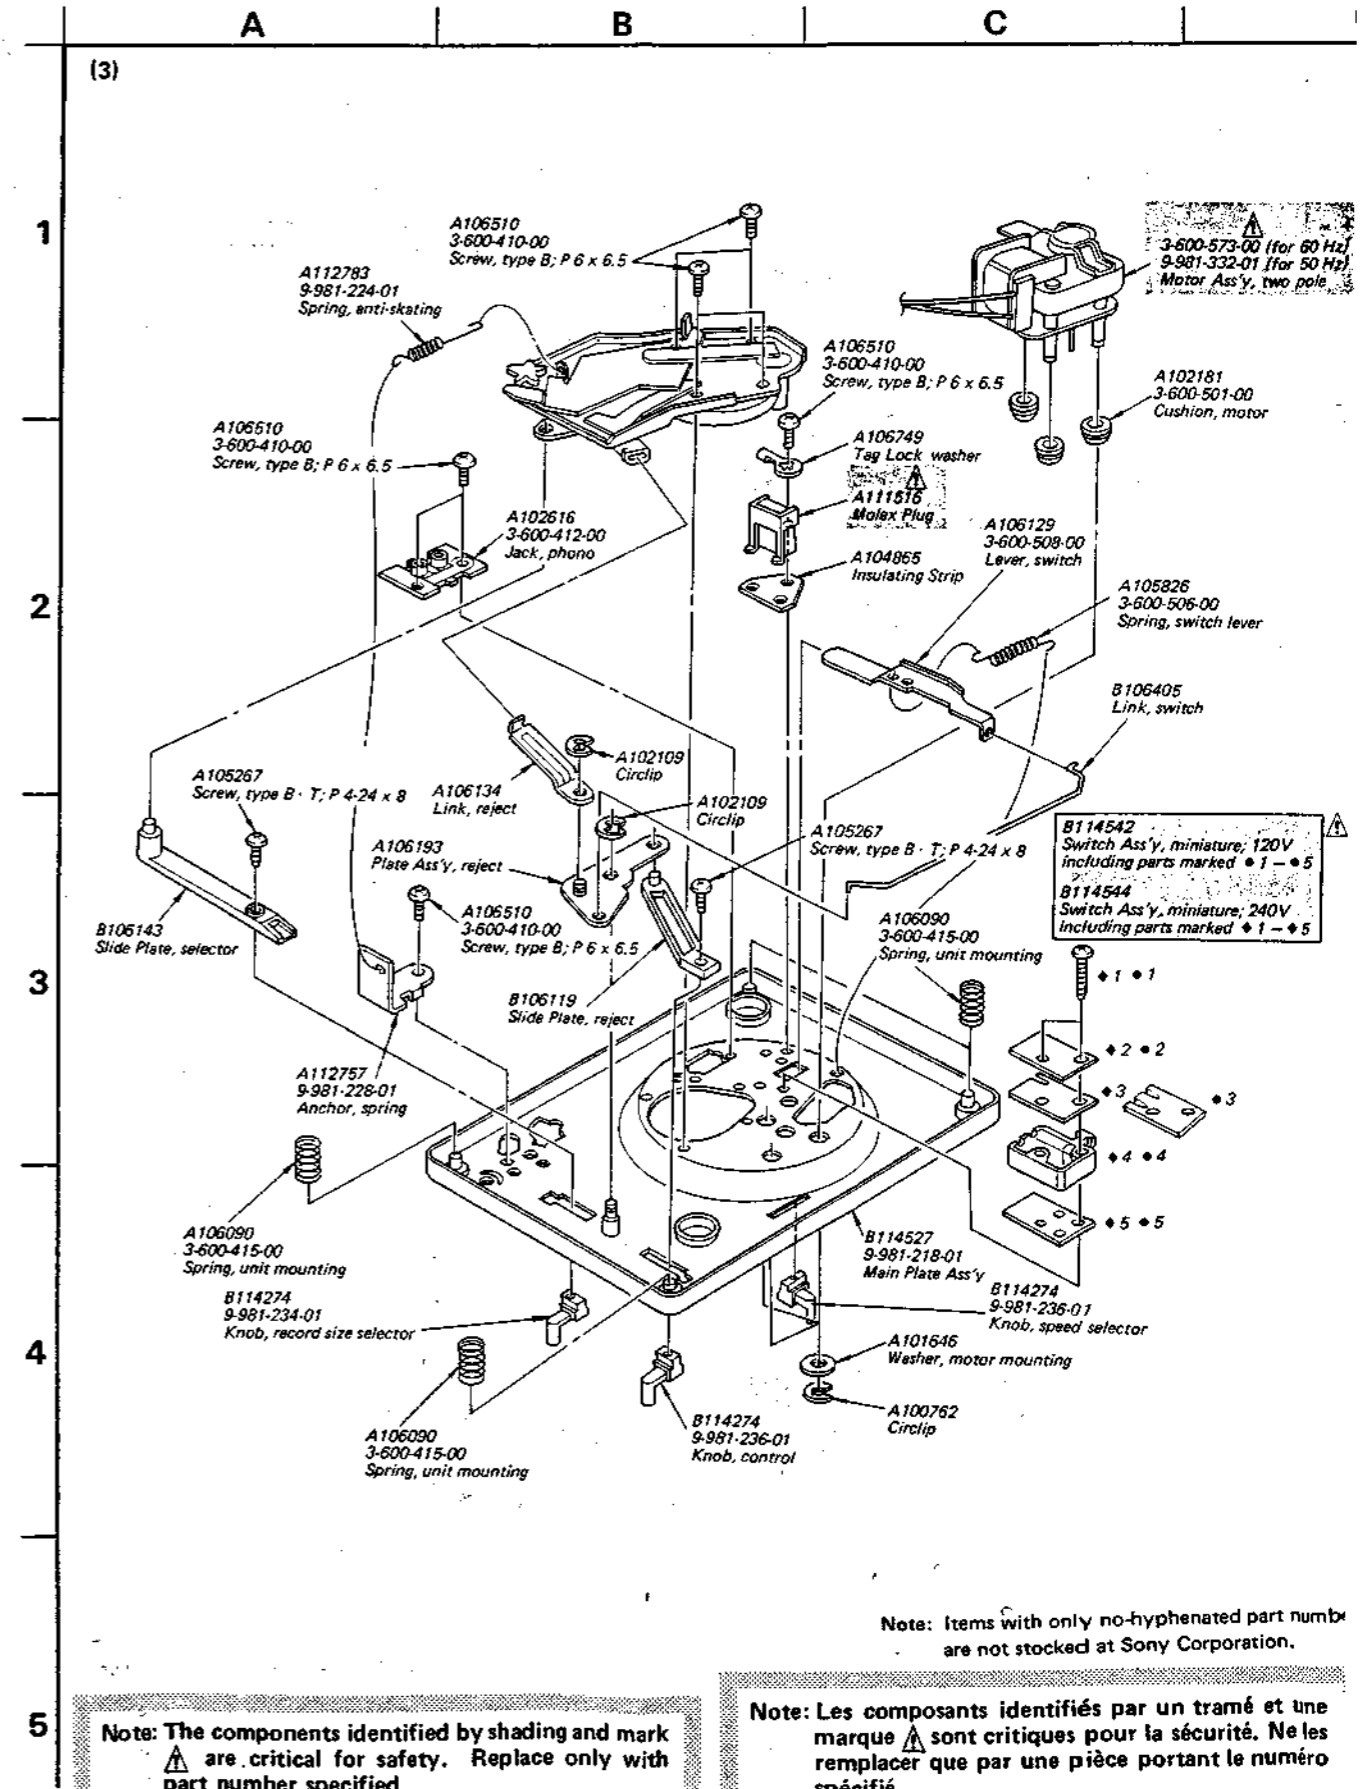 A B C
(3)
1
A106510
3-600-410-00
Screw, type B; P 6 x 6.5
A112783
9-981-224-01
Spring, anti-skating
3-600-573-00 (for 60 Hz)
9-981-332-01 (for 50 Hz)
Motor Ass'y, two pole
A106510
3-600-410-00
Screw, type B; P 6 x 6.5
A102181
3-600-501-00
Cushion, motor
A106510
3-600-410-00
Screw, type B; P 6 x 6.5
A106749
Tag Lock washer
A111516
Molex Plug
A102616
3-600-412-00
Jack, phono
A106129
3-600-508-00
Lever, switch
A104865
Insulating Strip
2
A105826
3-600-506-00
Spring, switch lever
B106405
Link, switch
A102109
Circlip
A105267
Screw, type B · T; P 4-24 x 8
A106134
Link, reject
A102109
Circlip
A106193
Plate Ass'y, reject
A105267
Screw, type B · T; P 4-24 x 8
B114542
Switch Ass'y, miniature; 120V
including parts marked ● 1 – ● 5
B114544
Switch Ass'y, miniature; 240V
including parts marked ◆ 1 – ◆ 5
B106143
Slide Plate, selector
A106510
3-600-410-00
Screw, type B; P 6 x 6.5
A106090
3-600-415-00
Spring, unit mounting
3
◆ 1 ● 1
B106119
Slide Plate, reject
◆ 2 ● 2
A112757
9-981-228-01
Anchor, spring
◆ 3
● 3
◆ 4 ● 4
◆ 5 ● 5
A106090
3-600-415-00
Spring, unit mounting
B114527
9-981-218-01
Main Plate Ass'y
B114274
9-981-234-01
Knob, record size selector
B114274
9-981-236-01
Knob, speed selector
4
A101646
Washer, motor mounting
A100762
Circlip
B114274
9-981-236-01
Knob, control
A106090
3-600-415-00
Spring, unit mounting
Note: Items with only no-hyphenated part numbe
are not stocked at Sony Corporation.
5
Note: The components identified by shading and mark
⚠ are critical for safety. Replace only with
part number specified
Note: Les composants identifiés par un tramé et une
marque ⚠ sont critiques pour la sécurité. Ne les
remplacer que par une pièce portant le numéro
spécifié